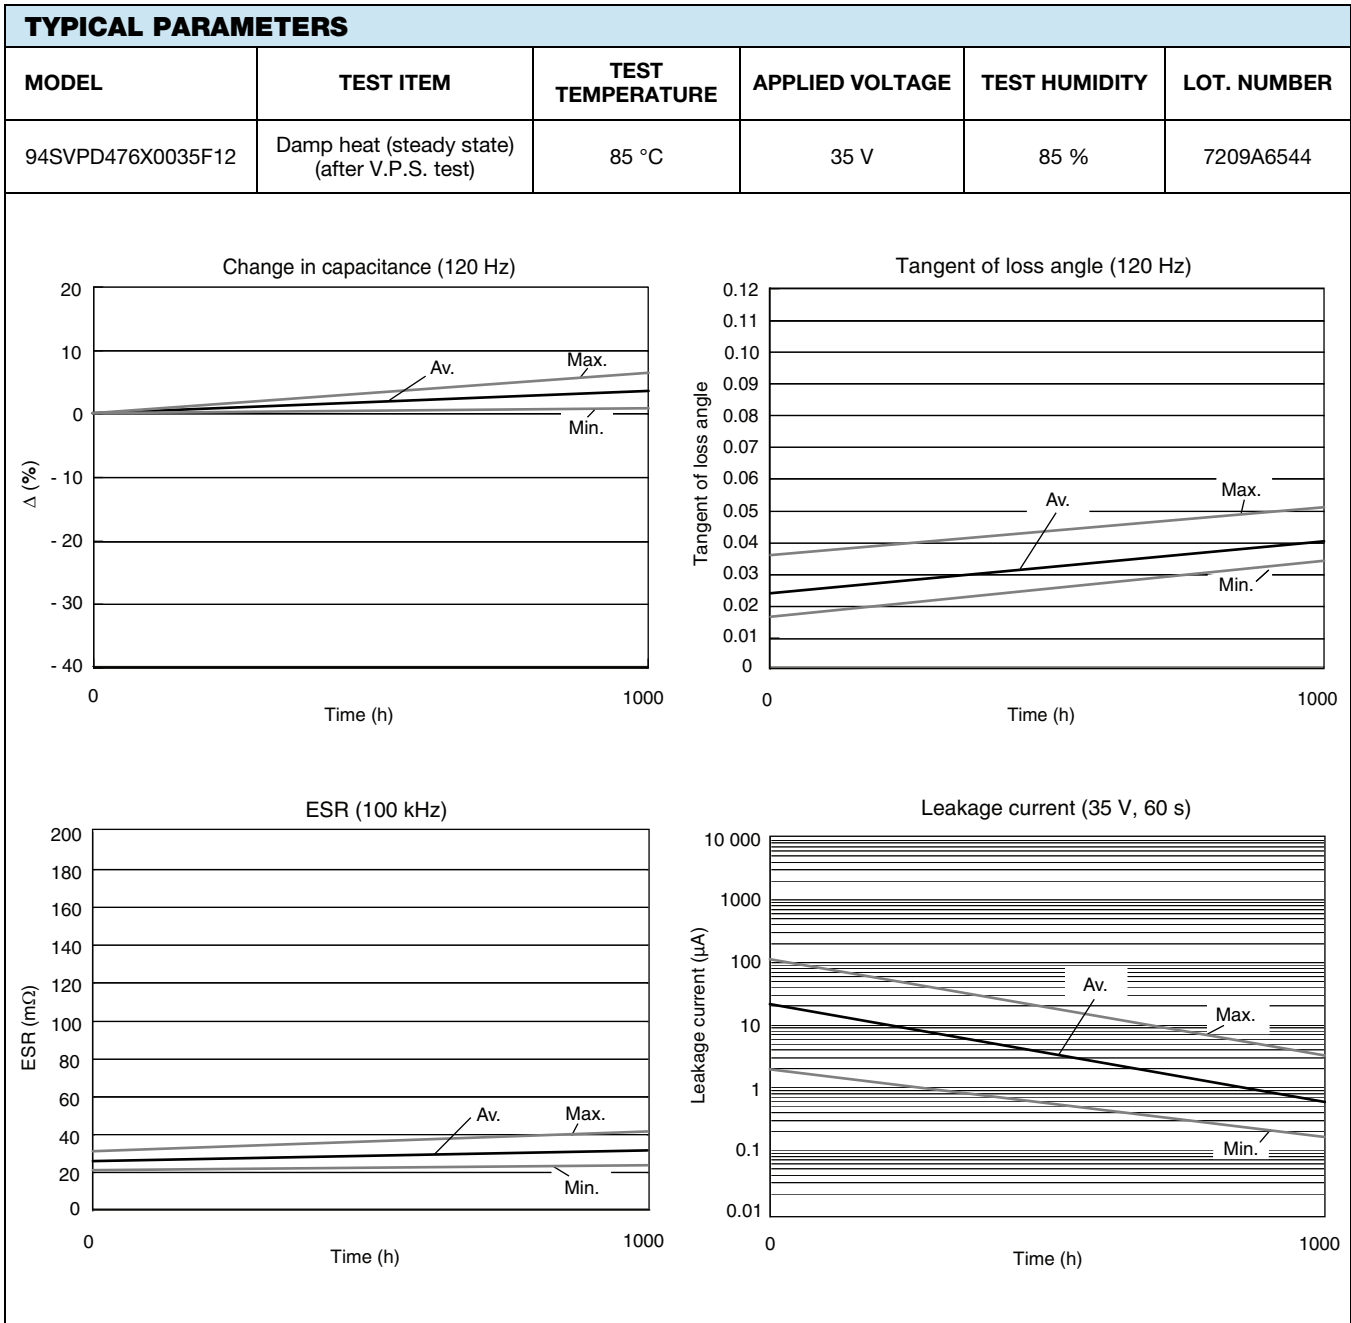 TYPICAL PARAMETERS
MODEL
TEST ITEM
TEST
TEMPERATURE
APPLIED VOLTAGE
TEST HUMIDITY
LOT. NUMBER
94SVPD476X0035F12
Damp heat (steady state)
(after V.P.S. test)
85 °C
35 V
85 %
7209A6544
Change in capacitance (120 Hz)
20
10
0
- 10
- 20
- 30
- 40
Δ (%)
Av.
Max.
Min.
0
1000
Time (h)
Tangent of loss angle (120 Hz)
0.12
0.11
0.10
0.09
0.08
0.07
0.06
0.05
0.04
0.03
0.02
0.01
0
Tangent of loss angle
Av.
Max.
Min.
0
1000
Time (h)
ESR (100 kHz)
200
180
160
140
120
100
80
60
40
20
0
ESR (mΩ)
Av.
Max.
Min.
0
1000
Time (h)
Leakage current (35 V, 60 s)
10 000
1000
100
10
1
0.1
0.01
Leakage current (µA)
Av.
Max.
Min.
0
1000
Time (h)